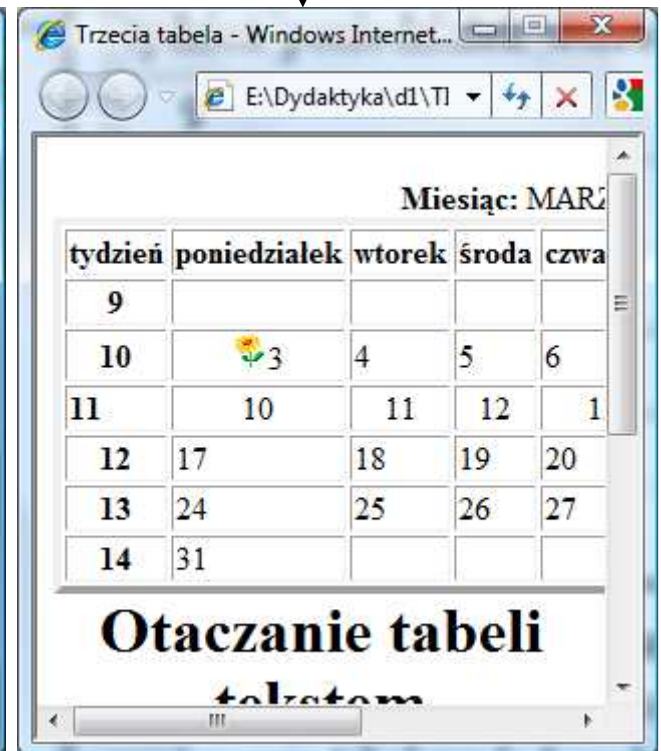 Trzecia tabela - Windows Internet...
E:\Dydaktyka\d1\TI
Miesiąc: MARZ
tydzień poniedziałek wtorek środa czwa
9
10 3 4 5 6
11 10 11 12 1
12 17 18 19 20
13 24 25 26 27
14 31
Otaczanie tabeli
tekstem